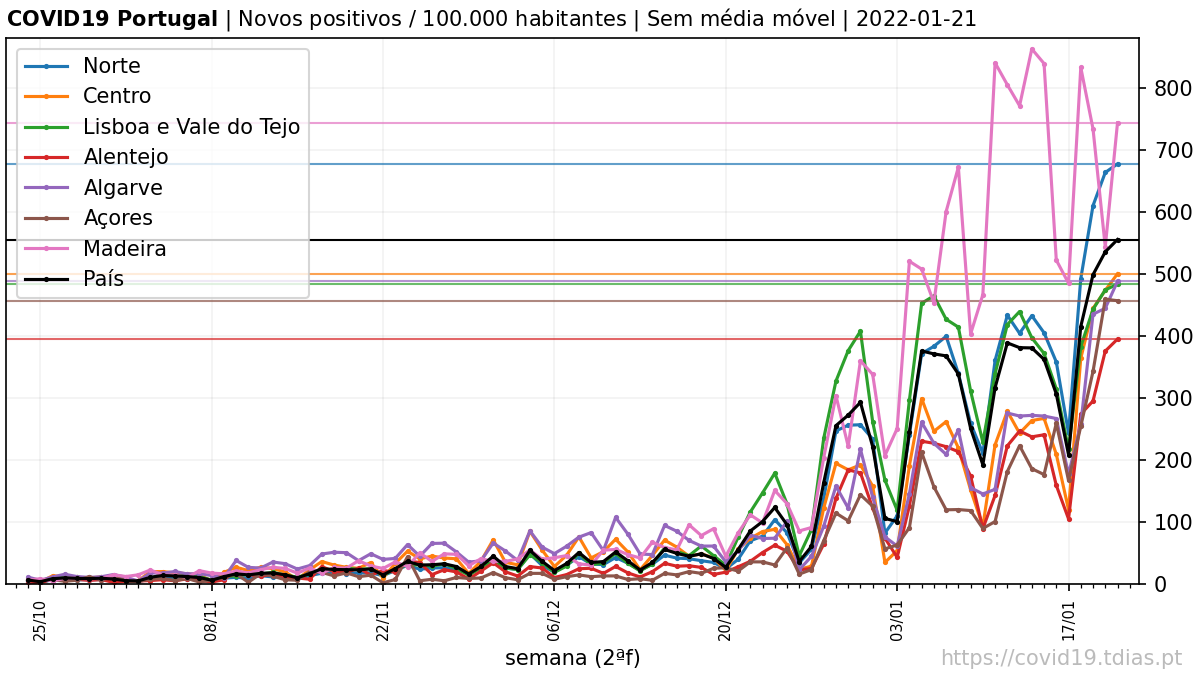 COVID19 Portugal | Novos positivos / 100.000 habitantes | Sem média móvel | 2022-01-21
Norte
Centro
Lisboa e Vale do Tejo
Alentejo
Algarve
Açores
Madeira
País
800
700
600
500
400
300
200
100
0
25/10
08/11
22/11
06/12
20/12
03/01
17/01
semana (2ªf)
https://covid19.tdias.pt